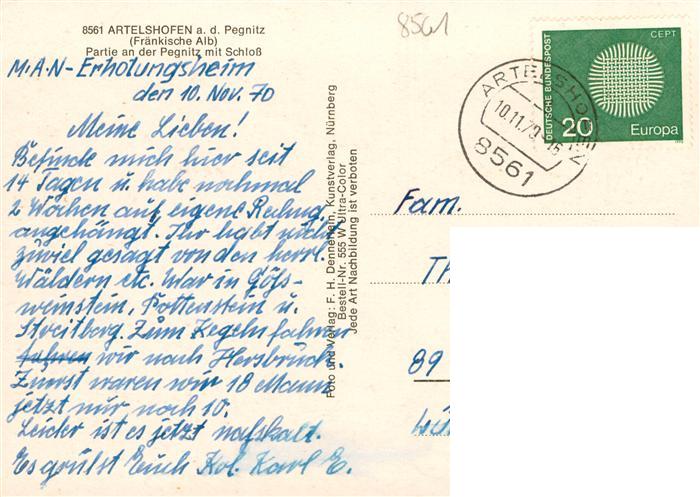 8561 ARTELSHOFEN a. d. Pegnitz
(Fränkische Alb)
Partie an der Pegnitz mit Schloß
8561
M.A.N-Erholungsheim
den 10. Nov. 70
Meine Lieben!
Befinde mich hier seit
14 Tagen u. habe nochmal
2 Wochen auf eigene Rechng.
angehängt. Ihr habt nicht
zuviel gesagt von den herrl.
Wäldern etc. War in Göß-
weinstein, Pottenstein u.
Streitberg. Zum Kegeln fahren
fahren wir nach Hersbruck.
Zuerst waren wir 18 Mann
jetzt nur noch 10.
Leider ist es jetzt naßkalt.
Es grüßt Euch Kol. Karl E.
Foto und Verlag: F. H. Dennerlein, Kunstverlag, Nürnberg
Bestell-Nr. 555 W Ultra-Color
Jede Art Nachbildung ist verboten
ARTELSHOFEN
10.11.70-16
8561
DEUTSCHE BUNDESPOST
CEPT
20
Europa
Fam.
89